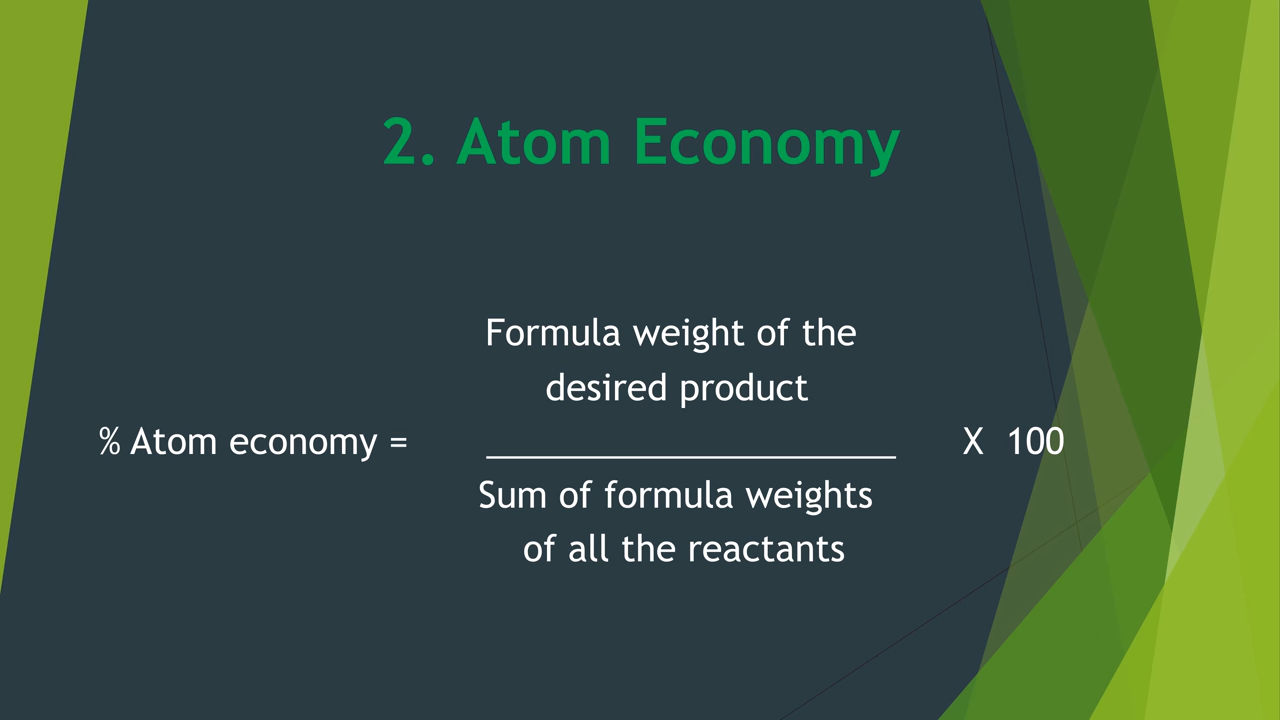 2. Atom Economy
Formula weight of the
desired product
% Atom economy = ____________________ X 100
Sum of formula weights
of all the reactants